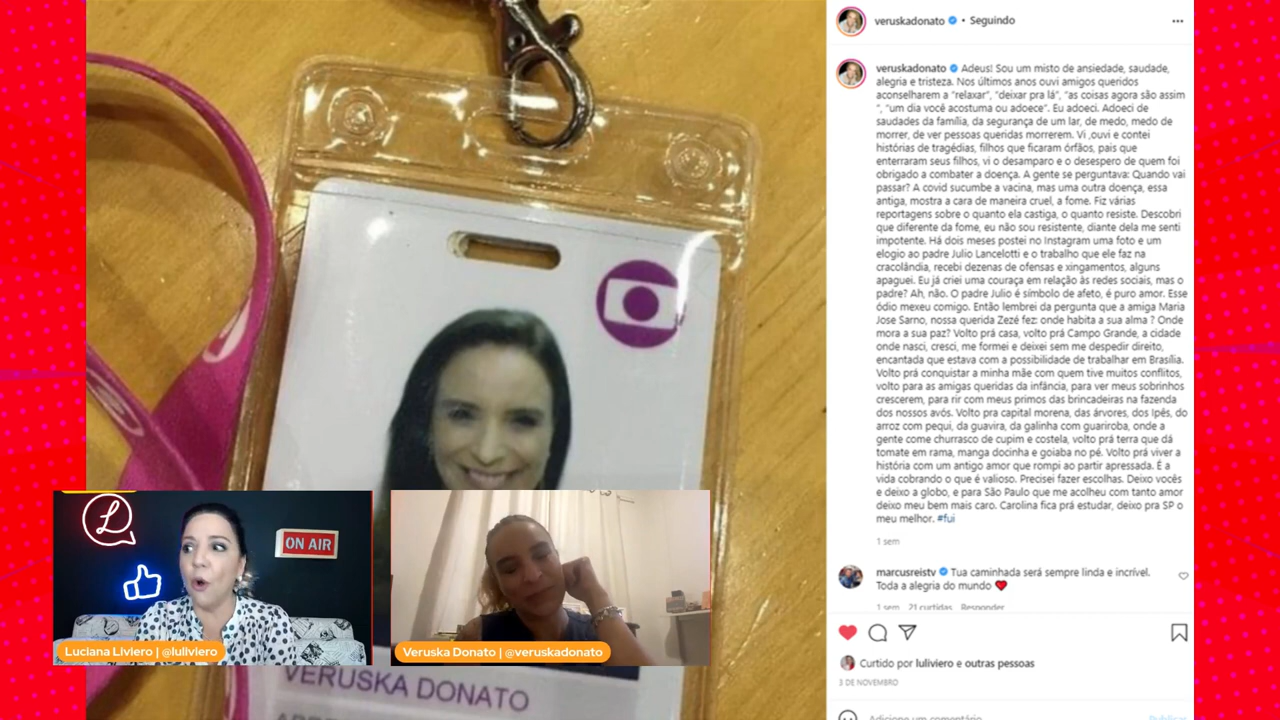 veruskadonato • Seguindo
veruskadonato Adeus! Sou um misto de ansiedade, saudade,
alegria e tristeza. Nos últimos anos ouvi amigos queridos
aconselharem a "relaxar", "deixar pra lá", "as coisas agora são assim
", "um dia você acostuma ou adoece". Eu adoeci. Adoeci de
saudades da família, da segurança de um lar, de medo, medo de
morrer, de ver pessoas queridas morrerem. Vi ,ouvi e contei
histórias de tragédias, filhos que ficaram órfãos, pais que
enterraram seus filhos, vi o desamparo e o desespero de quem foi
obrigado a combater a doença. A gente se perguntava: Quando vai
passar? A covid sucumbe a vacina, mas uma outra doença, essa
antiga, mostra a cara de maneira cruel, a fome. Fiz várias
reportagens sobre o quanto ela castiga, o quanto resiste. Descobri
que diferente da fome, eu não sou resistente, diante dela me senti
impotente. Há dois meses postei no Instagram uma foto e um
elogio ao padre Julio Lancelotti e o trabalho que ele faz na
cracolândia, recebi dezenas de ofensas e xingamentos, alguns
apaguei. Eu já criei uma couraça em relação às redes sociais, mas o
padre? Ah, não. O padre Julio é símbolo de afeto, é puro amor. Esse
ódio mexeu comigo. Então lembrei da pergunta que a amiga Maria
Jose Sarno, nossa querida Zezé fez: onde habita a sua alma ? Onde
mora a sua paz? Volto prá casa, volto prá Campo Grande, a cidade
onde nasci, cresci, me formei e deixei sem me despedir direito,
encantada que estava com a possibilidade de trabalhar em Brasília.
Volto prá conquistar a minha mãe com quem tive muitos conflitos,
volto para as amigas queridas da infância, para ver meus sobrinhos
crescerem, para rir com meus primos das brincadeiras na fazenda
dos nossos avós. Volto pra capital morena, das árvores, dos Ipês, do
arroz com pequi, da guavira, da galinha com guariroba, onde a
gente come churrasco de cupim e costela, volto prá terra que dá
tomate em rama, manga docinha e goiaba no pé. Volto prá viver a
história com um antigo amor que rompi ao partir apressada. É a
vida cobrando o que é valioso. Precisei fazer escolhas. Deixo vocês
e deixo a globo, e para São Paulo que me acolheu com tanto amor
deixo meu bem mais caro. Carolina fica prá estudar, deixo pra SP o
meu melhor. #fui
1 sem
marcusreistv Tua caminhada será sempre linda e incrível.
Toda a alegria do mundo
1 sem 21 curtidas Responder
Curtido por luliviero e outras pessoas
3 DE NOVEMBRO
Adicione um comentário...
Publicar
L
ON AIR
Luciana Liviero | @luliviero
Veruska Donato | @veruskadonato
VERUSKA DONATO